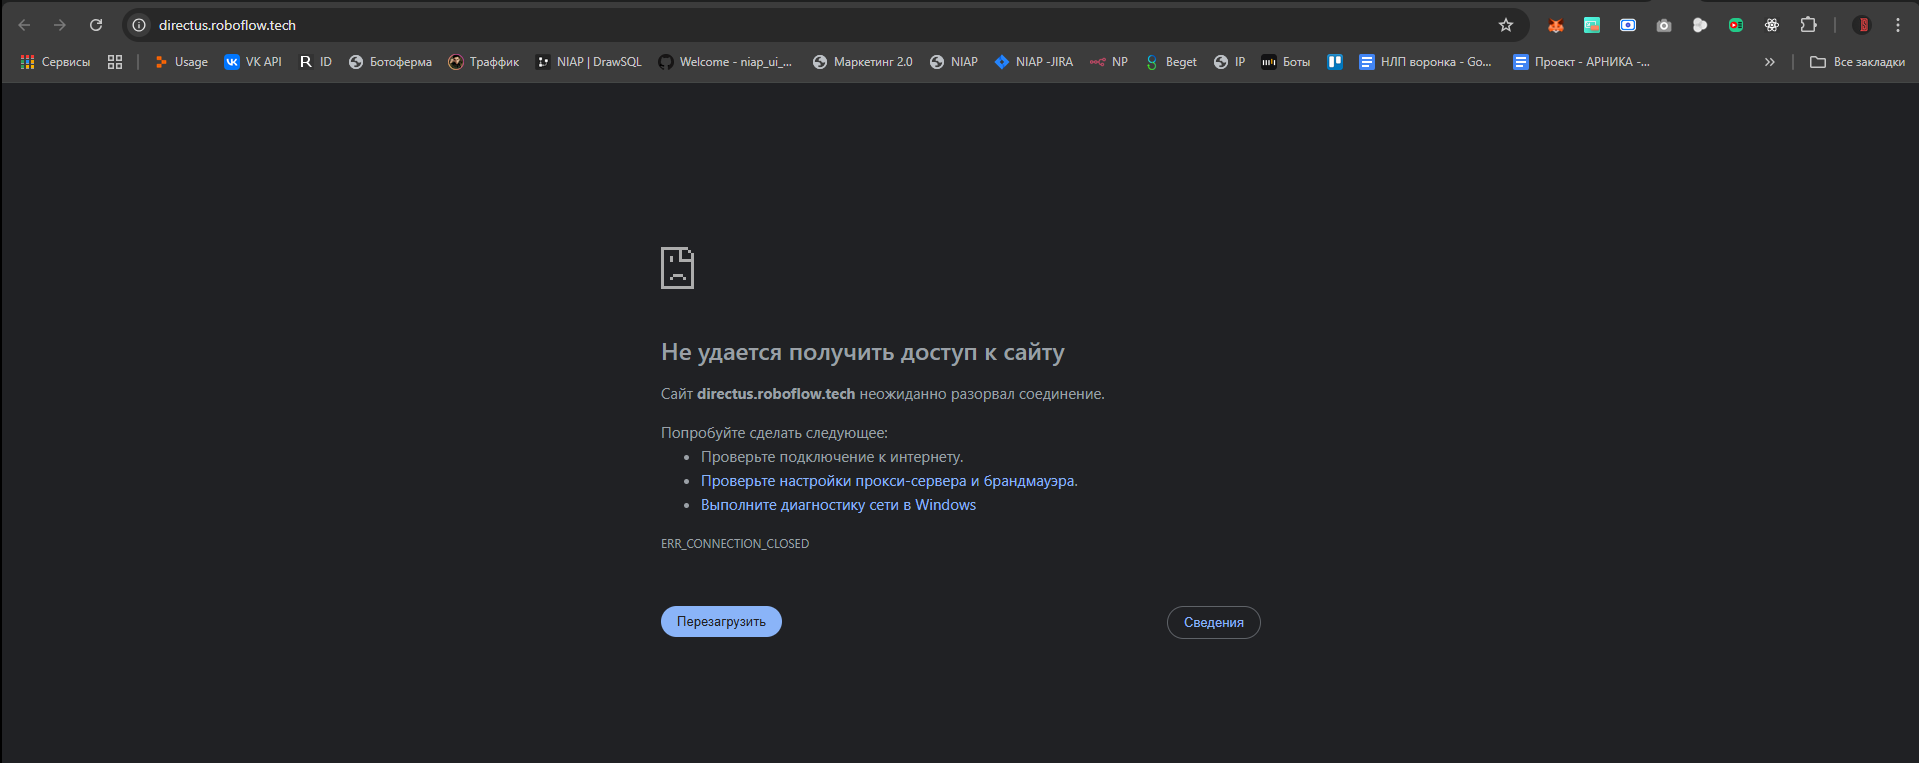 directus.roboflow.tech
Сервисы Usage VK API ID Ботоферма Траффик NIAP | DrawSQL Welcome - niap_ui_... Маркетинг 2.0 NIAP NIAP -JIRA NP Beget IP Боты НЛП воронка - Go... Проект - АРНИКА -... Все закладки
Не удается получить доступ к сайту
Сайт directus.roboflow.tech неожиданно разорвал соединение.
Попробуйте сделать следующее:
• Проверьте подключение к интернету.
• Проверьте настройки прокси-сервера и брандмауэра.
• Выполните диагностику сети в Windows
ERR_CONNECTION_CLOSED
Перезагрузить Сведения